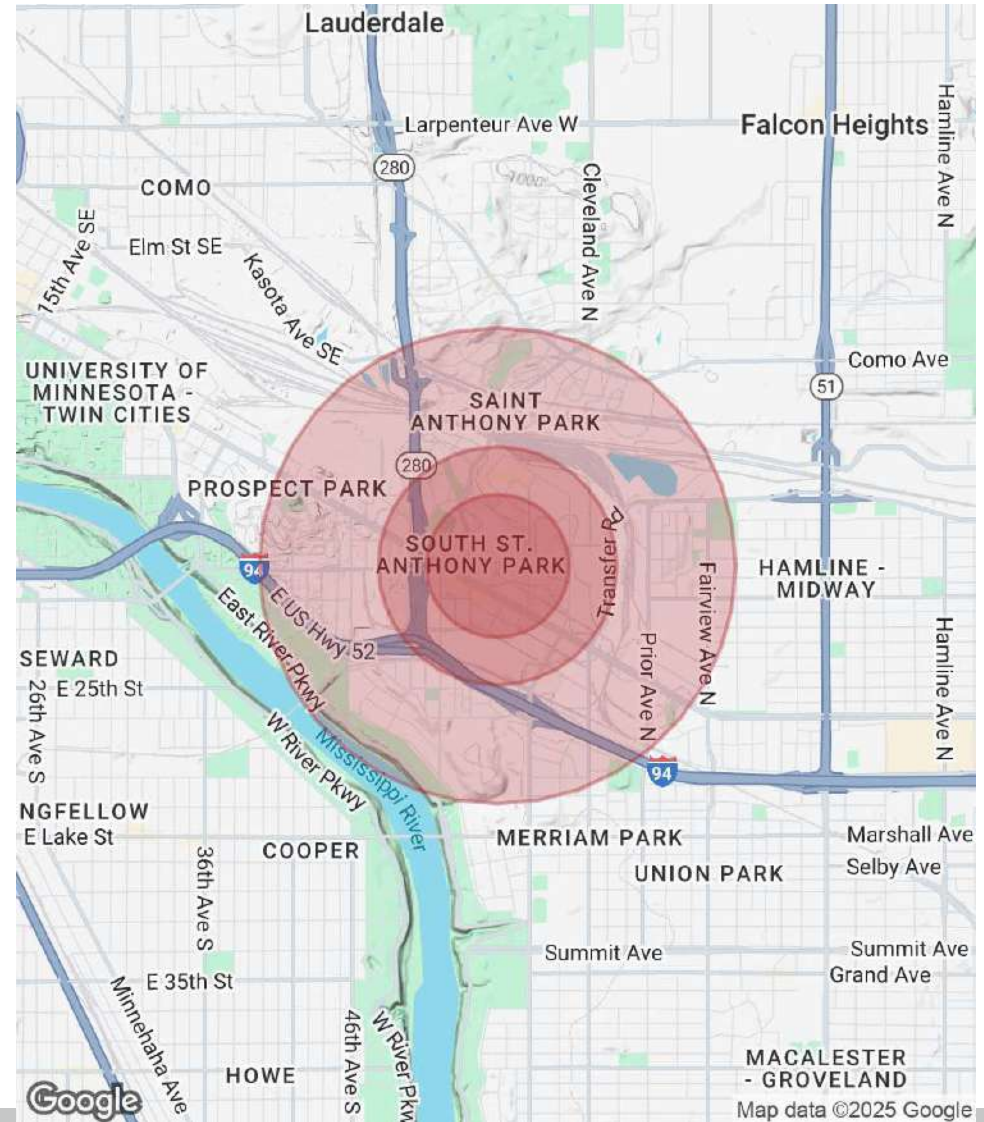 Lauderdale
Larpenteur Ave W
Falcon Heights
Hamline Ave N
280
1000
Cleveland Ave N
COMO
Elm St SE
15th Ave SE
Kasota Ave SE
UNIVERSITY OF
MINNESOTA -
TWIN CITIES
Como Ave
51
SAINT
ANTHONY PARK
280
PROSPECT PARK
SOUTH ST.
ANTHONY PARK
Transfer Rd
94
E US Hwy 52
HAMLINE -
MIDWAY
Fairview Ave N
East River Pkwy
Prior Ave N
Hamline Ave N
SEWARD
E 25th St
26th Ave S
W River Pkwy
Mississippi River
94
NGFELLOW
E Lake St
COOPER
36th Ave S
MERRIAM PARK
Marshall Ave
UNION PARK
Selby Ave
Summit Ave
Summit Ave
Grand Ave
E 35th St
Minnehaha Ave
46th Ave S
W River Pkw
HOWE
MACALESTER
- GROVELAND
Google
Map data ©2025 Google